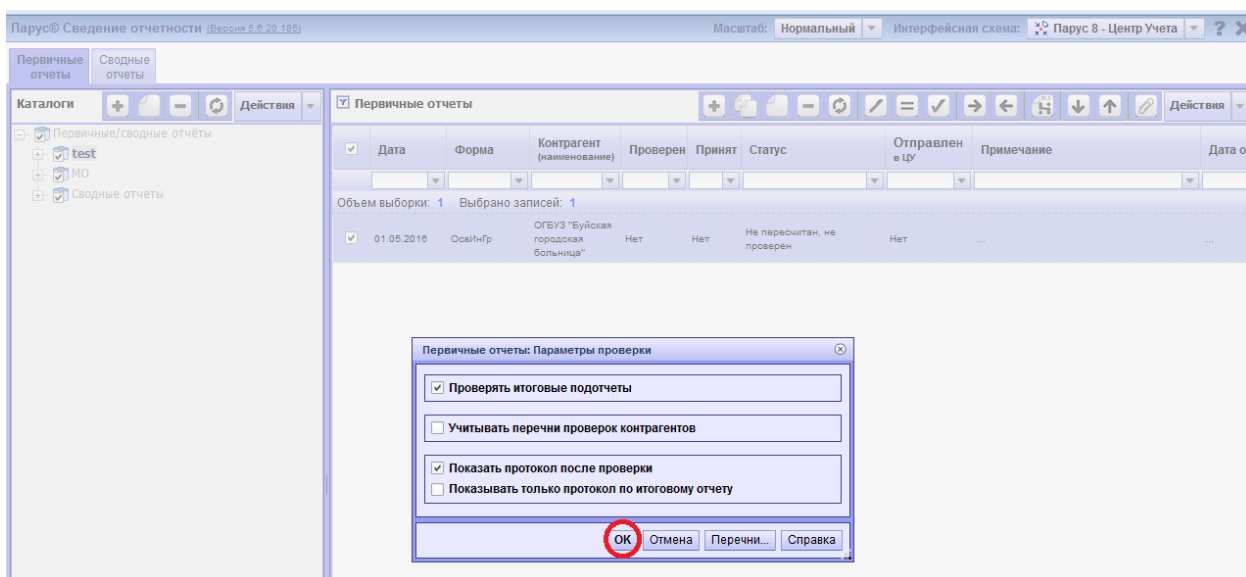 Парус® Сведение отчетности (Версия 5.6.20.185) Масштаб: Нормальный Интерфейсная схема: Парус 8 - Центр Учета ?
Первичные отчеты Сводные отчеты
Каталоги Действия
Первичные/сводные отчёты
test
МО
Сводные отчеты
Первичные отчеты Действия
Дата Форма Контрагент (наименование) Проверен Принят Статус Отправлен в ЦУ Примечание Дата о
Объем выборки: 1 Выбрано записей: 1
01.05.2016 ОсвИнГр ОГБУЗ "Буйская городская больница" Нет Нет Не пересчитан, не проверен Нет ... ...
Первичные отчеты: Параметры проверки
Проверять итоговые подотчеты
Учитывать перечни проверок контрагентов
Показать протокол после проверки
Показывать только протокол по итоговому отчету
OK Отмена Перечни... Справка